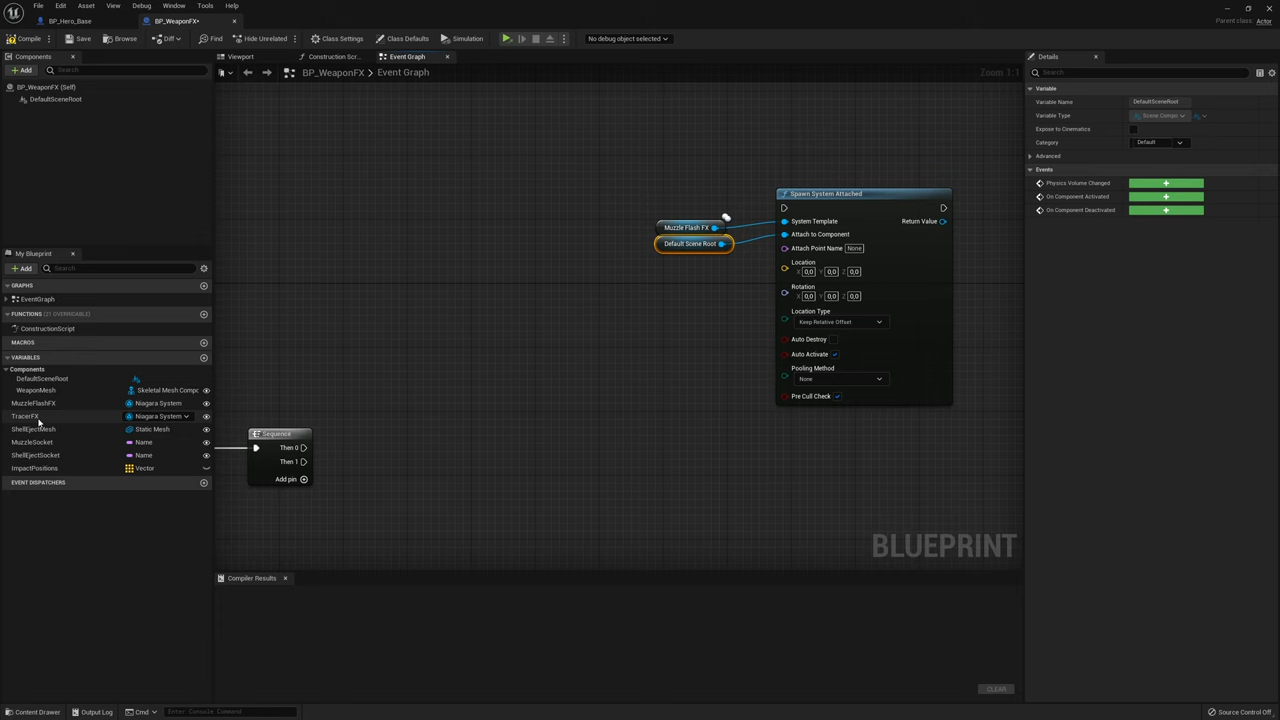 File Edit Asset View Debug Window Tools Help
BP_Hero_Base BP_WeaponFX* Parent class: Actor
Compile Save Browse Diff Find Hide Unrelated Class Settings Class Defaults Simulation No debug object selected
Components Viewport Construction Scr... Event Graph Details
Add Search BP_WeaponFX > Event Graph Zoom 1:1 Search
BP_WeaponFX (Self)
DefaultSceneRoot
Variable
Variable Name DefaultSceneRoot
Variable Type Scene Compo
Expose to Cinematics
Category Default
Advanced
Events
Physics Volume Changed
On Component Activated
On Component Deactivated
Spawn System Attached
Muzzle Flash FX System Template Return Value
Default Scene Root Attach to Component
Attach Point Name None
Location
X 0,0 Y 0,0 Z 0,0
Rotation
X 0,0 Y 0,0 Z 0,0
Location Type
Keep Relative Offset
Auto Destroy
Auto Activate
Pooling Method
None
Pre Cull Check
My Blueprint
Add Search
GRAPHS
EventGraph
FUNCTIONS (21 OVERRIDABLE)
ConstructionScript
MACROS
VARIABLES
Components
DefaultSceneRoot
WeaponMesh Skeletal Mesh Compo
MuzzleFlashFX Niagara System
TracerFX Niagara System
ShellEjectMesh Static Mesh
MuzzleSocket Name
ShellEjectSocket Name
ImpactPositions Vector
EVENT DISPATCHERS
Sequence
Then 0
Then 1
Add pin
BLUEPRINT
Compiler Results
CLEAR
Content Drawer Output Log Cmd Enter Console Command Source Control Off